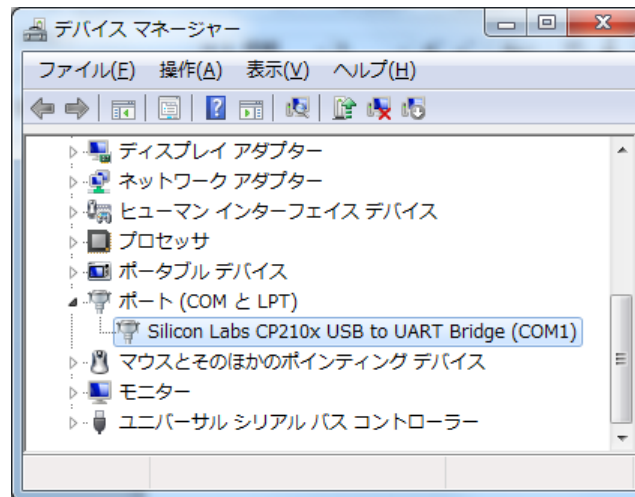 デバイス マネージャー
ファイル(F) 操作(A) 表示(V) ヘルプ(H)
ディスプレイ アダプター
ネットワーク アダプター
ヒューマン インターフェイス デバイス
プロセッサ
ポータブル デバイス
ポート (COM と LPT)
Silicon Labs CP210x USB to UART Bridge (COM1)
マウスとそのほかのポインティング デバイス
モニター
ユニバーサル シリアル バス コントローラー